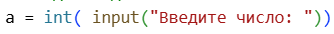 a = int( input("Введите число: "))